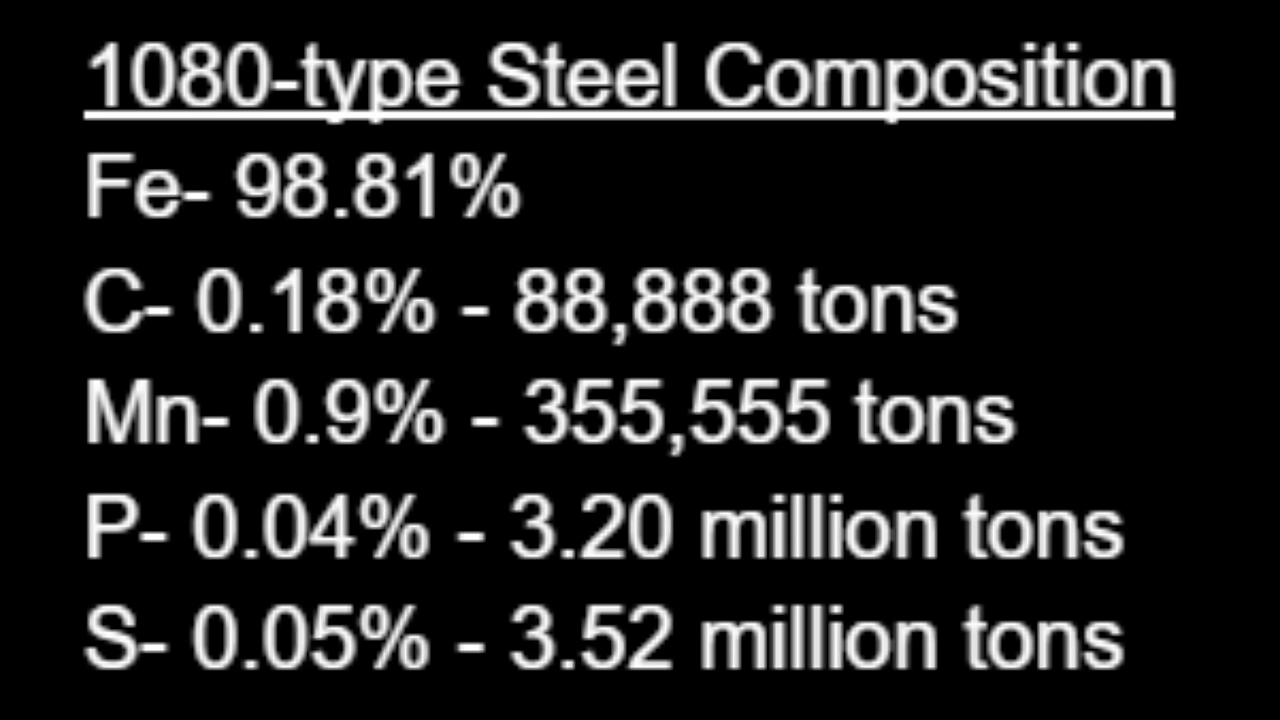 1080-type Steel Composition
Fe- 98.81%
C- 0.18% - 88,888 tons
Mn- 0.9% - 355,555 tons
P- 0.04% - 3.20 million tons
S- 0.05% - 3.52 million tons